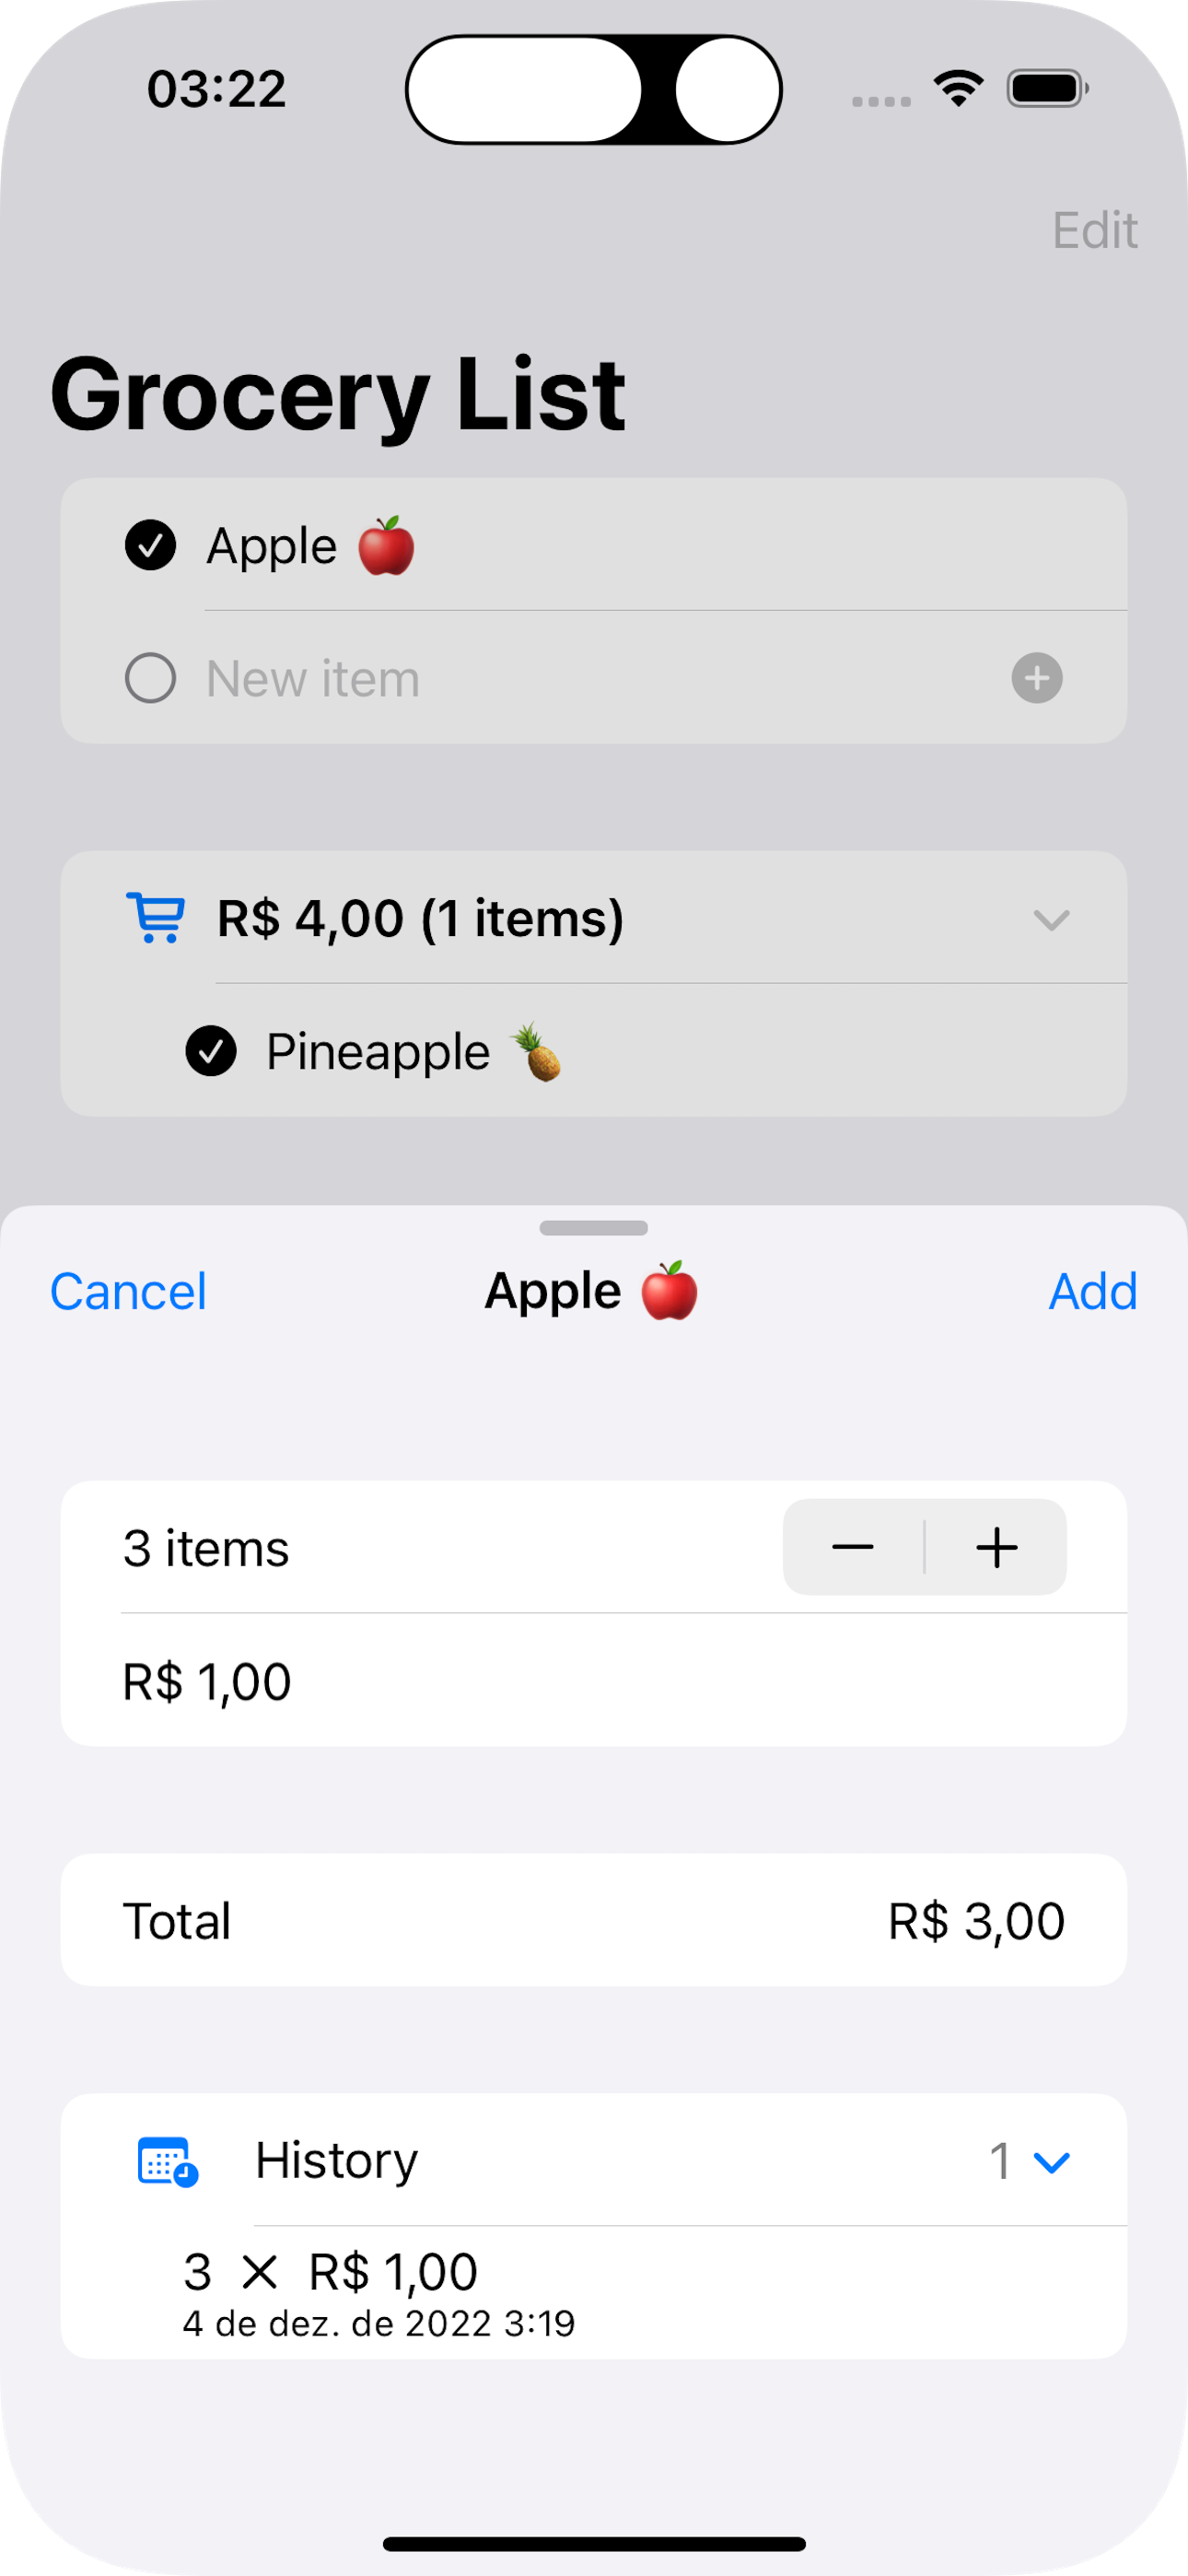 03:22
Edit
Grocery List
Apple 🍎
New item
R$ 4,00 (1 items)
Pineapple 🍍
Cancel
Apple 🍎
Add
3 items
R$ 1,00
Total
R$ 3,00
History
1
3 × R$ 1,00
4 de dez. de 2022 3:19